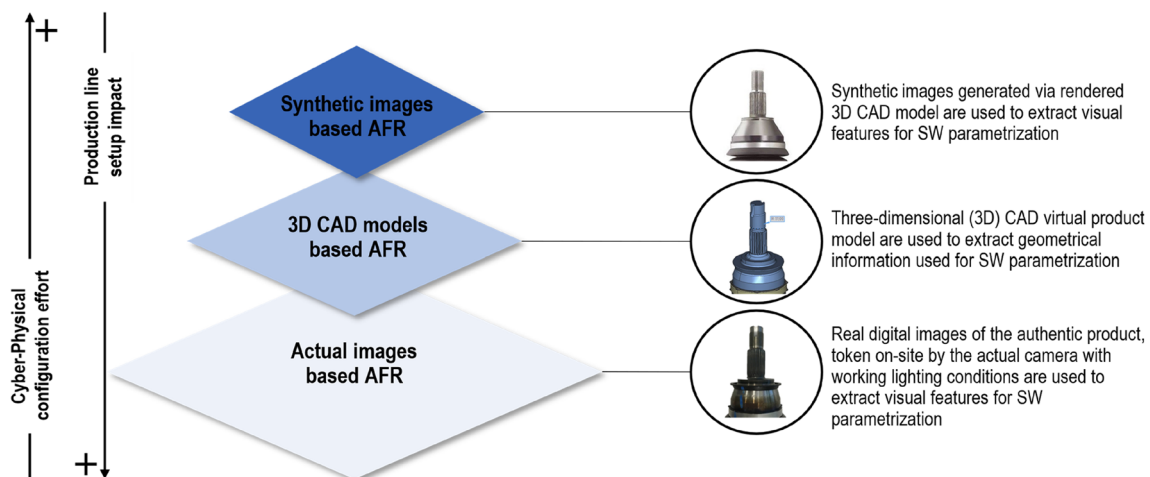 +
Cyber-Physical
configuration effort
Production line
setup impact
+
Synthetic images
based AFR
Synthetic images generated via rendered
3D CAD model are used to extract visual
features for SW parametrization
3D CAD models
based AFR
Three-dimensional (3D) CAD virtual product
model are used to extract geometrical
information used for SW parametrization
Actual images
based AFR
Real digital images of the authentic product,
token on-site by the actual camera with
working lighting conditions are used to
extract visual features for SW
parametrization